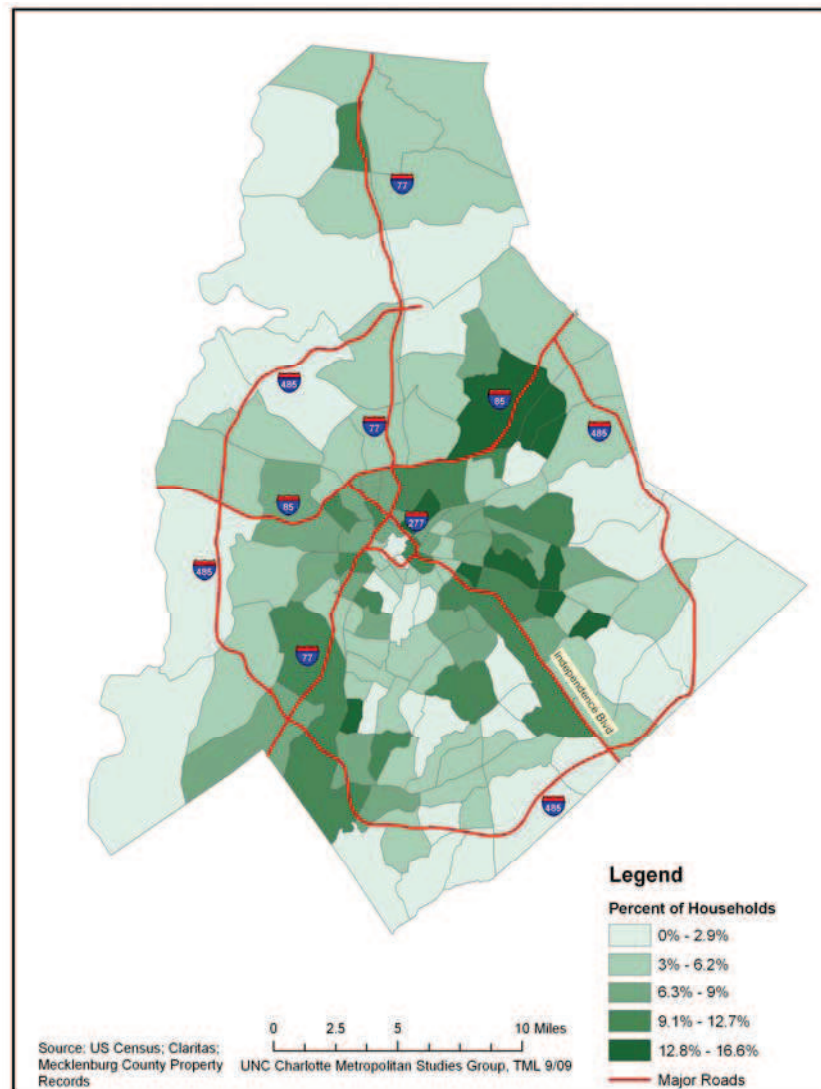 77
485
85
77
485
85
277
485
77
Independence Blvd
485
Legend
Percent of Households
0% - 2.9%
3% - 6.2%
6.3% - 9%
9.1% - 12.7%
12.8% - 16.6%
Major Roads
0 2.5 5 10 Miles
Source: US Census; Claritas;
Mecklenburg County Property
Records
UNC Charlotte Metropolitan Studies Group, TML 9/09